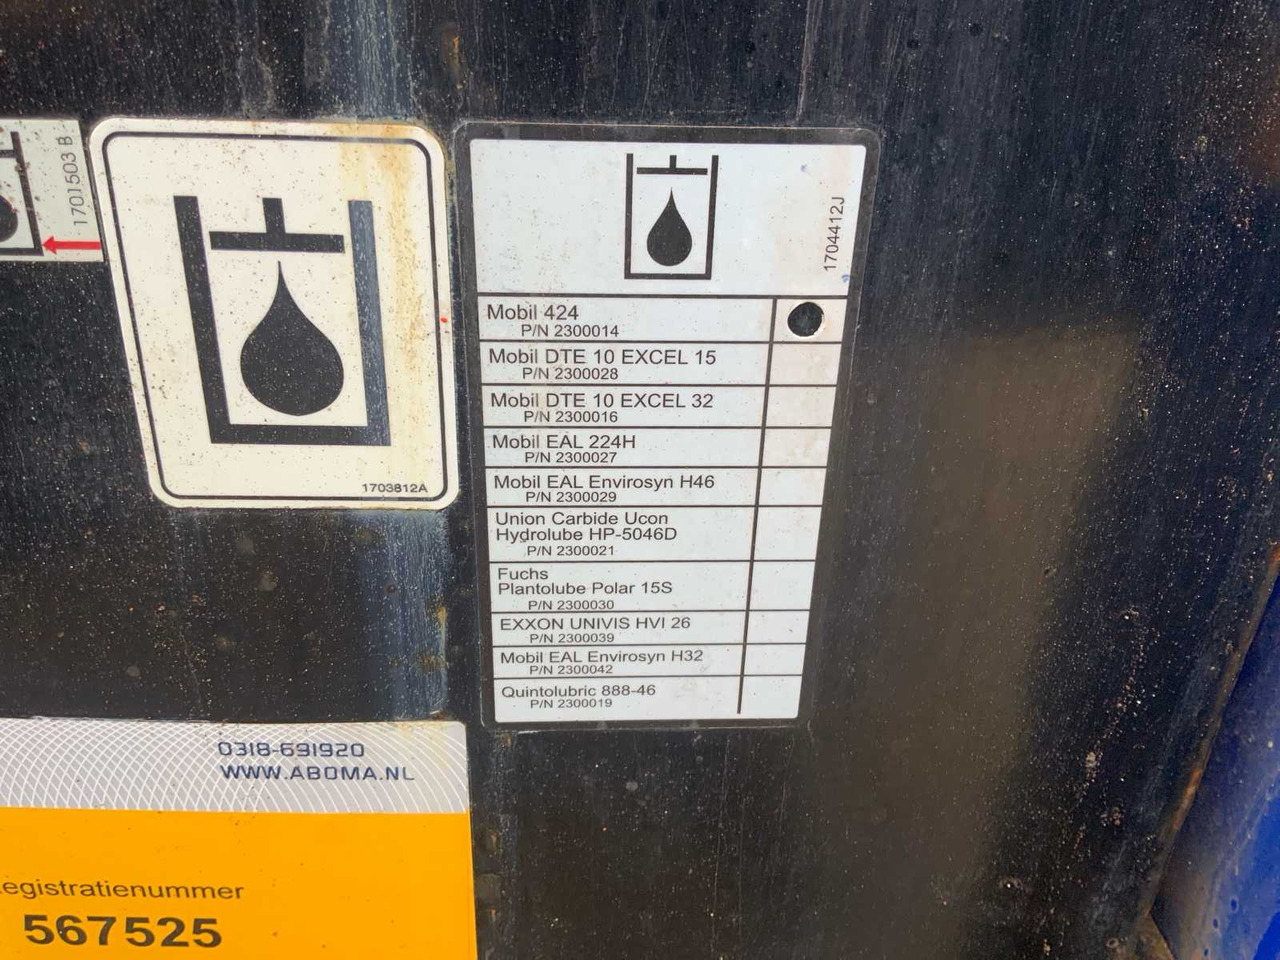 1701503 B
1703812A
1704412J
Mobil 424
P/N 2300014
Mobil DTE 10 EXCEL 15
P/N 2300028
Mobil DTE 10 EXCEL 32
P/N 2300016
Mobil EAL 224H
P/N 2300027
Mobil EAL Envirosyn H46
P/N 2300029
Union Carbide Ucon
Hydrolube HP-5046D
P/N 2300021
Fuchs
Plantolube Polar 15S
P/N 2300030
EXXON UNIVIS HVI 26
P/N 2300039
Mobil EAL Envirosyn H32
P/N 2300042
Quintolubric 888-46
P/N 2300019
0318-691920
WWW.ABOMA.NL
egistratienummer
567525